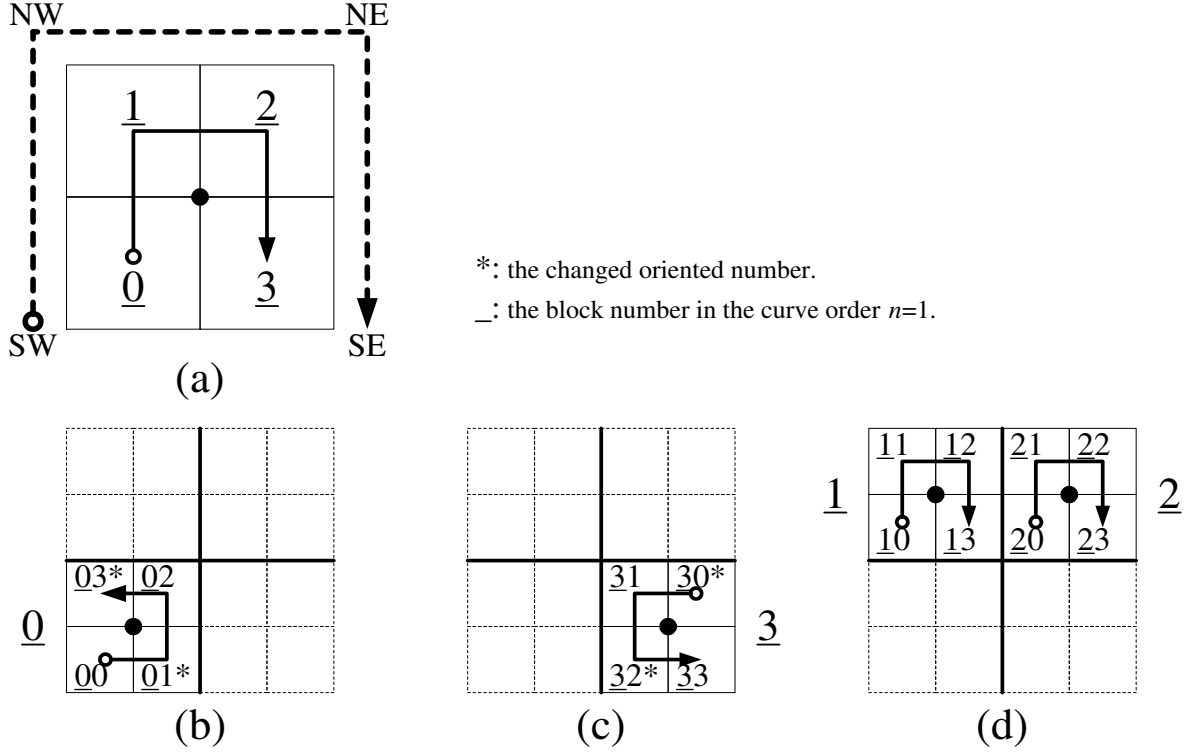 NW NE
1 2
0 3
SW SE
(a)
*: the changed oriented number.
_: the block number in the curve order n=1.
03* 02
0
00 01*
(b)
31 30*
3
32* 33
(c)
11 12 21 22
1 2
10 13 20 23
(d)